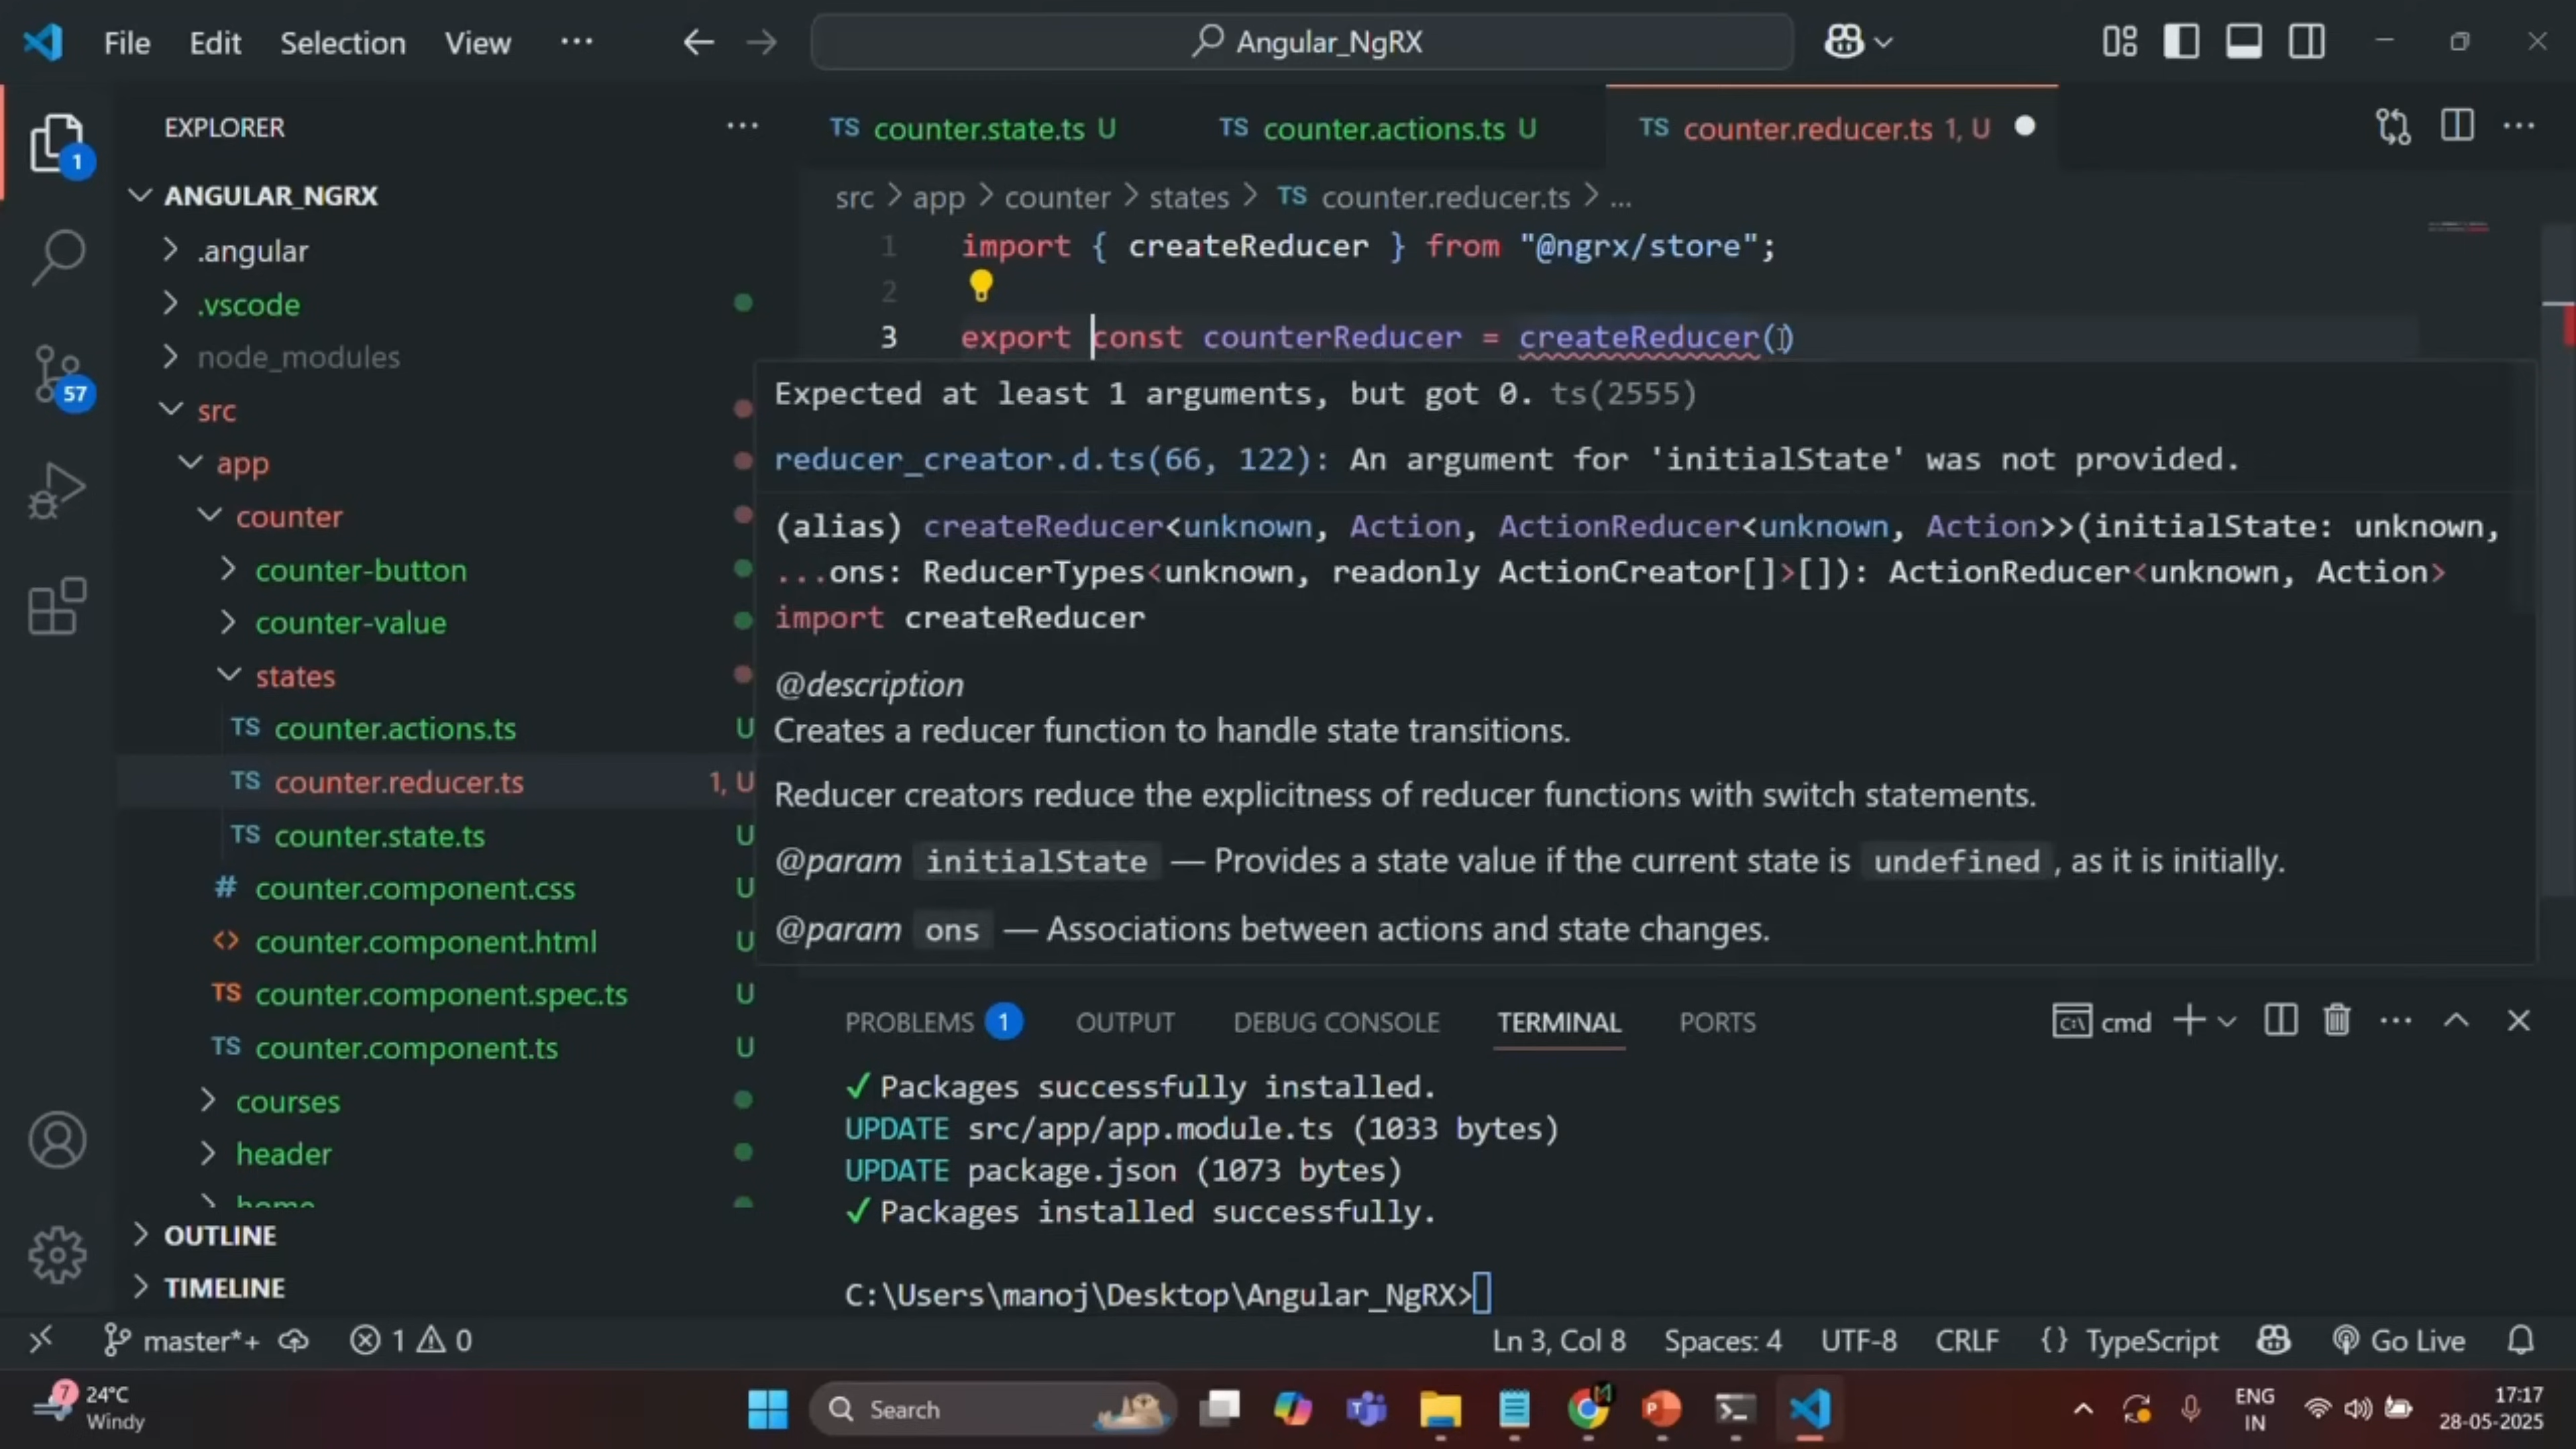 File Edit Selection View ··· Angular_NgRX
EXPLORER ···
ANGULAR_NGRX
.angular
.vscode
node_modules
src
app
counter
counter-button
counter-value
states
TS counter.actions.ts U
TS counter.reducer.ts 1, U
TS counter.state.ts U
# counter.component.css U
<> counter.component.html U
TS counter.component.spec.ts U
TS counter.component.ts U
courses
header
home
OUTLINE
TIMELINE
1
57
TS counter.state.ts U TS counter.actions.ts U TS counter.reducer.ts 1, U
src > app > counter > states > TS counter.reducer.ts > ...
1 import { createReducer } from "@ngrx/store";
2
3 export const counterReducer = createReducer()
Expected at least 1 arguments, but got 0. ts(2555)
reducer_creator.d.ts(66, 122): An argument for 'initialState' was not provided.
(alias) createReducer<unknown, Action, ActionReducer<unknown, Action>>(initialState: unknown,
...ons: ReducerTypes<unknown, readonly ActionCreator[]>[]): ActionReducer<unknown, Action>
import createReducer
@description
Creates a reducer function to handle state transitions.
Reducer creators reduce the explicitness of reducer functions with switch statements.
@param initialState — Provides a state value if the current state is undefined, as it is initially.
@param ons — Associations between actions and state changes.
PROBLEMS 1 OUTPUT DEBUG CONSOLE TERMINAL PORTS cmd
✓ Packages successfully installed.
UPDATE src/app/app.module.ts (1033 bytes)
UPDATE package.json (1073 bytes)
✓ Packages installed successfully.
C:\Users\manoj\Desktop\Angular_NgRX>
master*+ 1 0 Ln 3, Col 8 Spaces: 4 UTF-8 CRLF {} TypeScript Go Live
7 24°C
Windy
Search
ENG
IN
17:17
28-05-2025